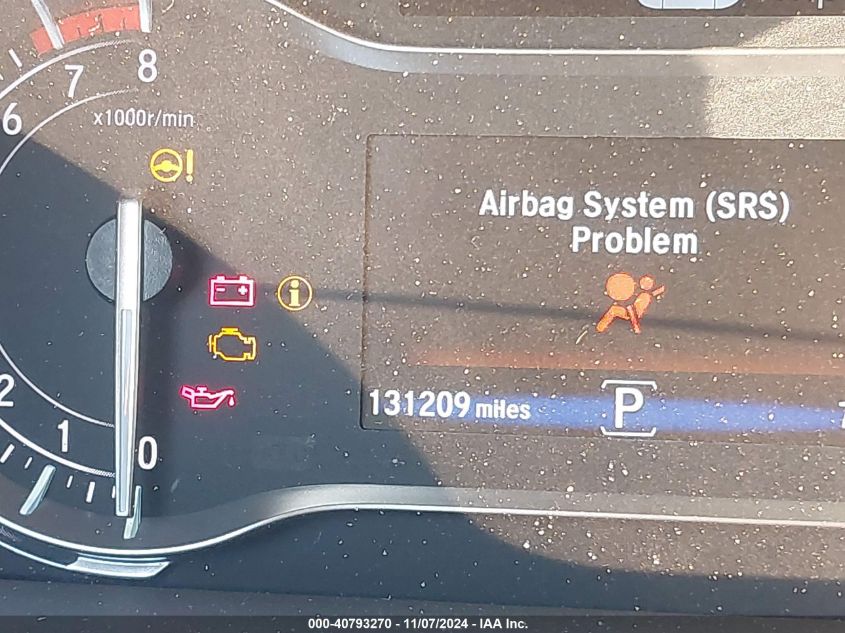 8
7
6
x1000r/min
Airbag System (SRS)
Problem
131209 miles
P
2
1
0
000-40793270 - 11/07/2024 - IAA Inc.